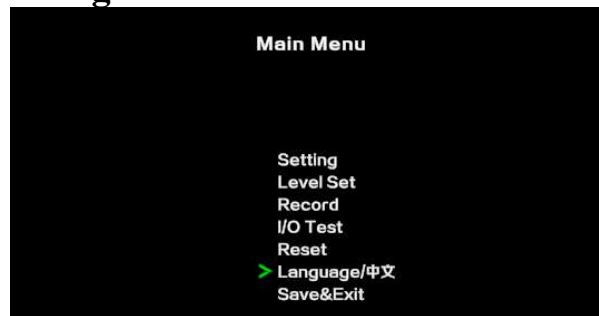 Main Menu
Setting
Level Set
Record
I/O Test
Reset
> Language/中文
Save&Exit